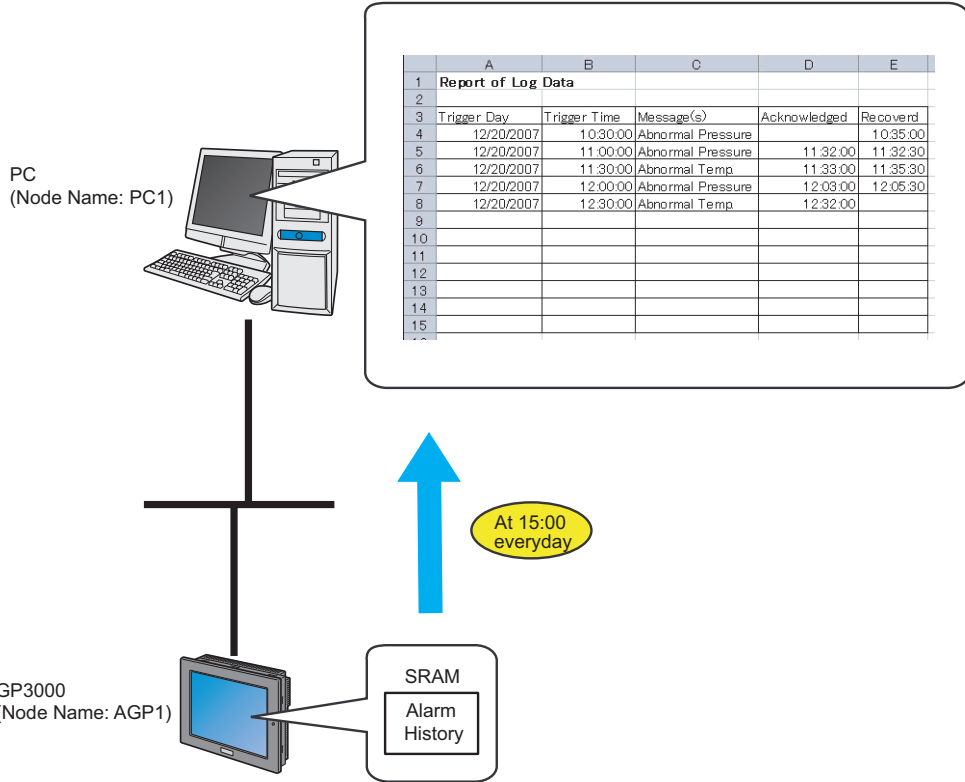 A B C D E
1 Report of Log Data
2
3 Trigger Day Trigger Time Message(s) Acknowledged Recoverd
4 12/20/2007 10:30:00 Abnormal Pressure 10:35:00
5 12/20/2007 11:00:00 Abnormal Pressure 11:32:00 11:32:30
6 12/20/2007 11:30:00 Abnormal Temp. 11:33:00 11:35:30
7 12/20/2007 12:00:00 Abnormal Pressure 12:03:00 12:05:30
8 12/20/2007 12:30:00 Abnormal Temp. 12:32:00
9
10
11
12
13
14
15
PC
(Node Name: PC1)
At 15:00
everyday
GP3000
(Node Name: AGP1)
SRAM
Alarm
History